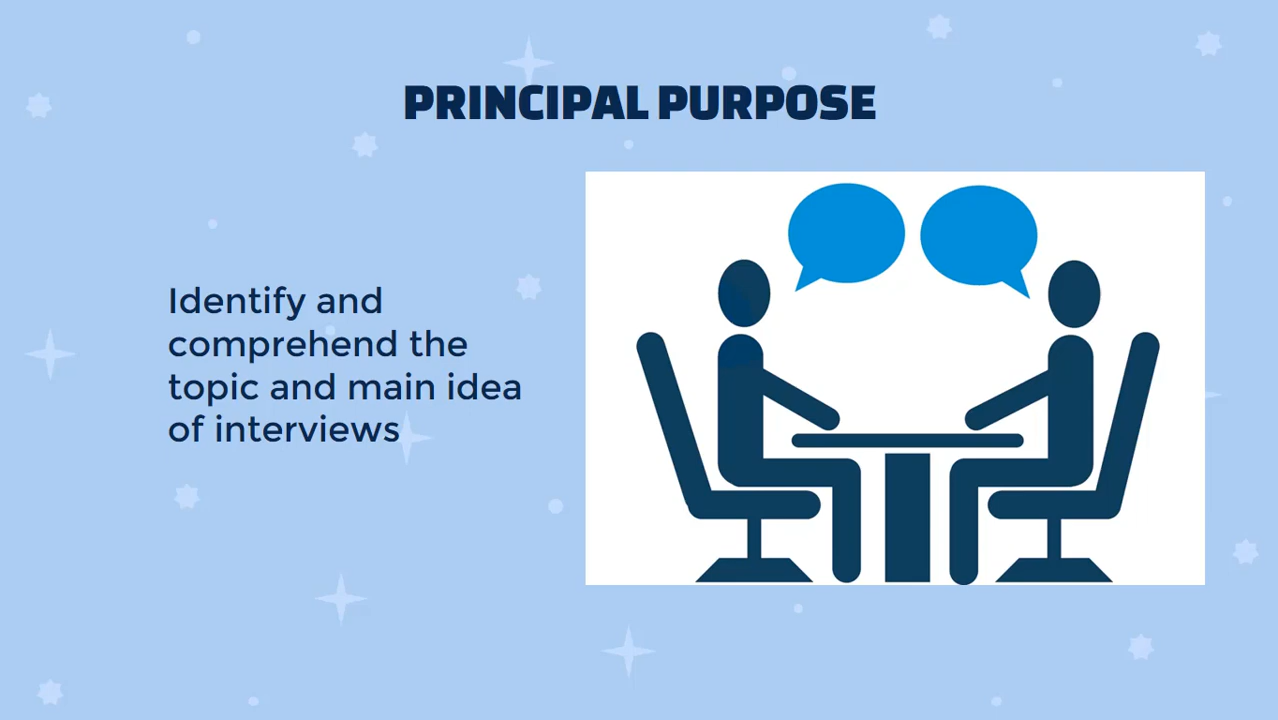 PRINCIPAL PURPOSE
Identify and
comprehend the
topic and main idea
of interviews